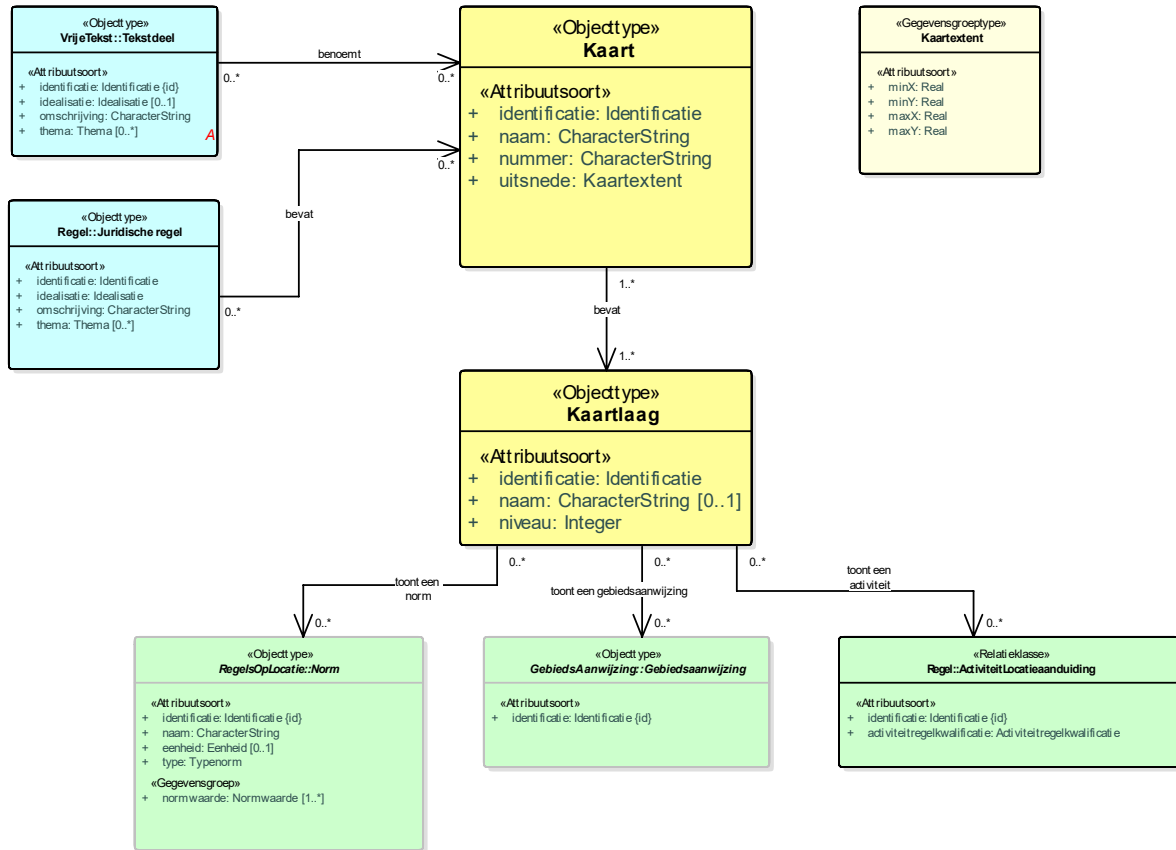 «Objecttype»
VrijeTekst::Tekstdeel
«Attribuutsoort»
+ identificatie: Identificatie {id}
+ idealisatie: Idealisatie [0..1]
+ omschrijving: CharacterString
+ thema: Thema [0..*]
A
benoemt
0..*
0..*
«Objecttype»
Kaart
«Attribuutsoort»
+ identificatie: Identificatie
+ naam: CharacterString
+ nummer: CharacterString
+ uitsnede: Kaartextent
«Gegevensgroeptype»
Kaartextent
«Attribuutsoort»
+ minX: Real
+ minY: Real
+ maxX: Real
+ maxY: Real
0..*
bevat
«Objecttype»
Regel::Juridische regel
«Attribuutsoort»
+ identificatie: Identificatie
+ idealisatie: Idealisatie
+ omschrijving: CharacterString
+ thema: Thema [0..*]
0..*
1..*
bevat
1..*
«Objecttype»
Kaartlaag
«Attribuutsoort»
+ identificatie: Identificatie
+ naam: CharacterString [0..1]
+ niveau: Integer
0..*
0..*
0..*
toont een
norm
toont een gebiedsaanwijzing
toont een
activiteit
0..*
0..*
0..*
«Objecttype»
RegelsOpLocatie::Norm
«Attribuutsoort»
+ identificatie: Identificatie {id}
+ naam: CharacterString
+ eenheid: Eenheid [0..1]
+ type: Typenorm
«Gegevensgroep»
+ normwaarde: Normwaarde [1..*]
«Objecttype»
GebiedsAanwijzing::Gebiedsaanwijzing
«Attribuutsoort»
+ identificatie: Identificatie {id}
«Relatieklasse»
Regel::ActiviteitLocatieaanduiding
«Attribuutsoort»
+ identificatie: Identificatie {id}
+ activiteitregelkwalificatie: Activiteitregelkwalificatie